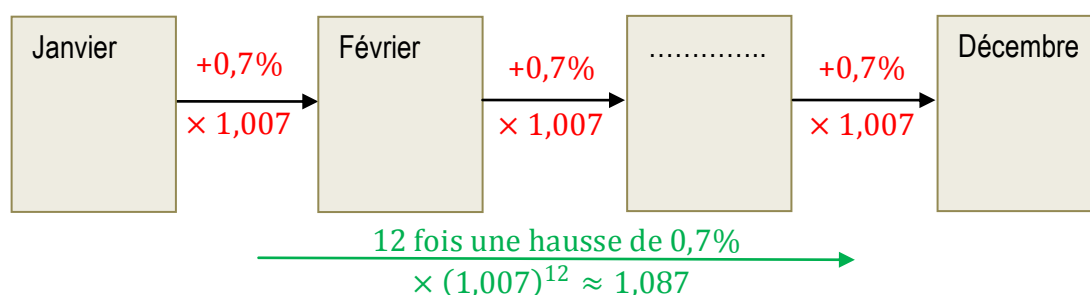 Janvier
+0,7%
× 1,007
Février
+0,7%
× 1,007
…………..
+0,7%
× 1,007
Décembre
12 fois une hausse de 0,7%
× (1,007)¹² ≈ 1,087